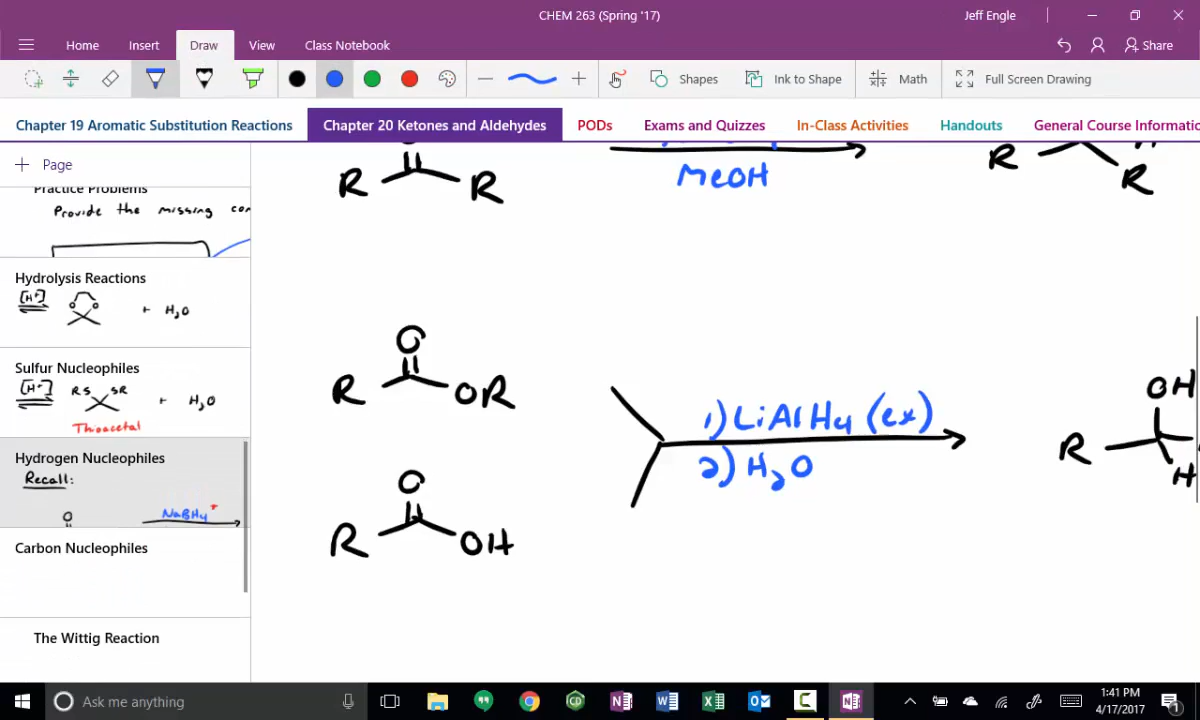 CHEM 263 (Spring '17)
Jeff Engle
Home Insert Draw View Class Notebook
Share
Shapes Ink to Shape Math Full Screen Drawing
Chapter 19 Aromatic Substitution Reactions Chapter 20 Ketones and Aldehydes PODs Exams and Quizzes In-Class Activities Handouts General Course Informatic
Page
Practice Problems
Provide the missing con
Hydrolysis Reactions
[H⁺] O O + H₂O
Sulfur Nucleophiles
[H⁺] RS SR + H₂O
Thioacetal
Hydrogen Nucleophiles
Recall:
O NaBH₄
Carbon Nucleophiles
The Wittig Reaction
R R MeOH R R
O
R OR
1) LiAlH₄ (ex)
2) H₂O
OH
R H
O
R OH
Ask me anything
1:41 PM
4/17/2017
1